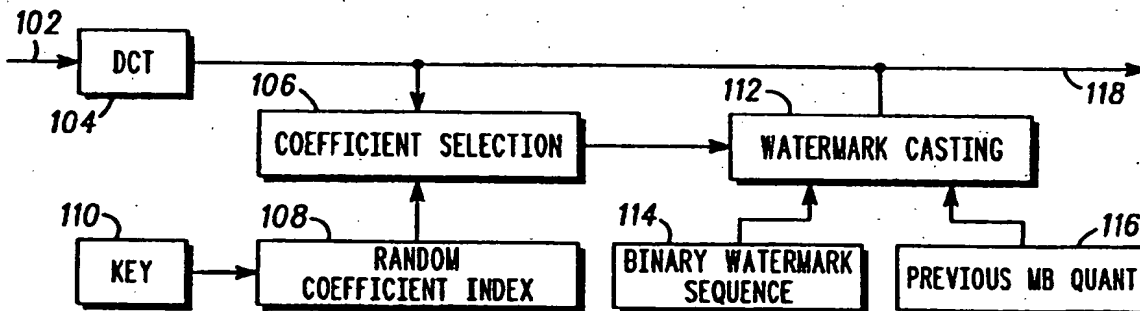 102
DCT
104
106
COEFFICIENT SELECTION
112
WATERMARK CASTING
118
110
KEY
108
RANDOM
COEFFICIENT INDEX
114
BINARY WATERMARK
SEQUENCE
116
PREVIOUS MB QUANT